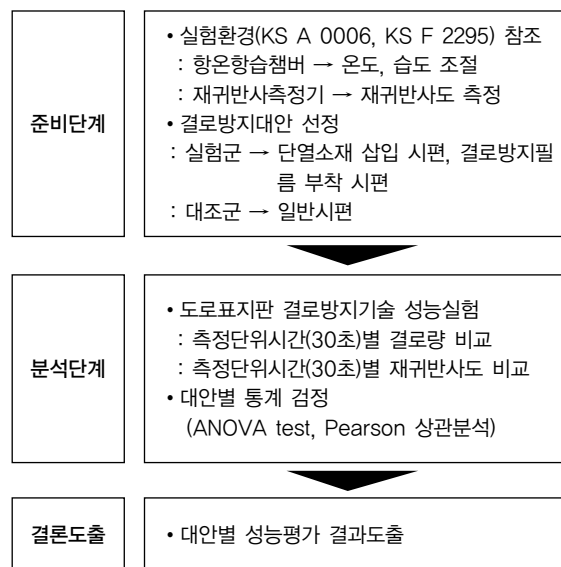 준비단계
• 실험환경(KS A 0006, KS F 2295) 참조
: 항온항습챔버 → 온도, 습도 조절
: 재귀반사측정기 → 재귀반사도 측정
• 결로방지대안 선정
: 실험군 → 단열소재 삽입 시편, 결로방지필
름 부착 시편
: 대조군 → 일반시편
분석단계
• 도로표지판 결로방지기술 성능실험
: 측정단위시간(30초)별 결로량 비교
: 측정단위시간(30초)별 재귀반사도 비교
• 대안별 통계 검정
(ANOVA test, Pearson 상관분석)
결론도출
• 대안별 성능평가 결과도출